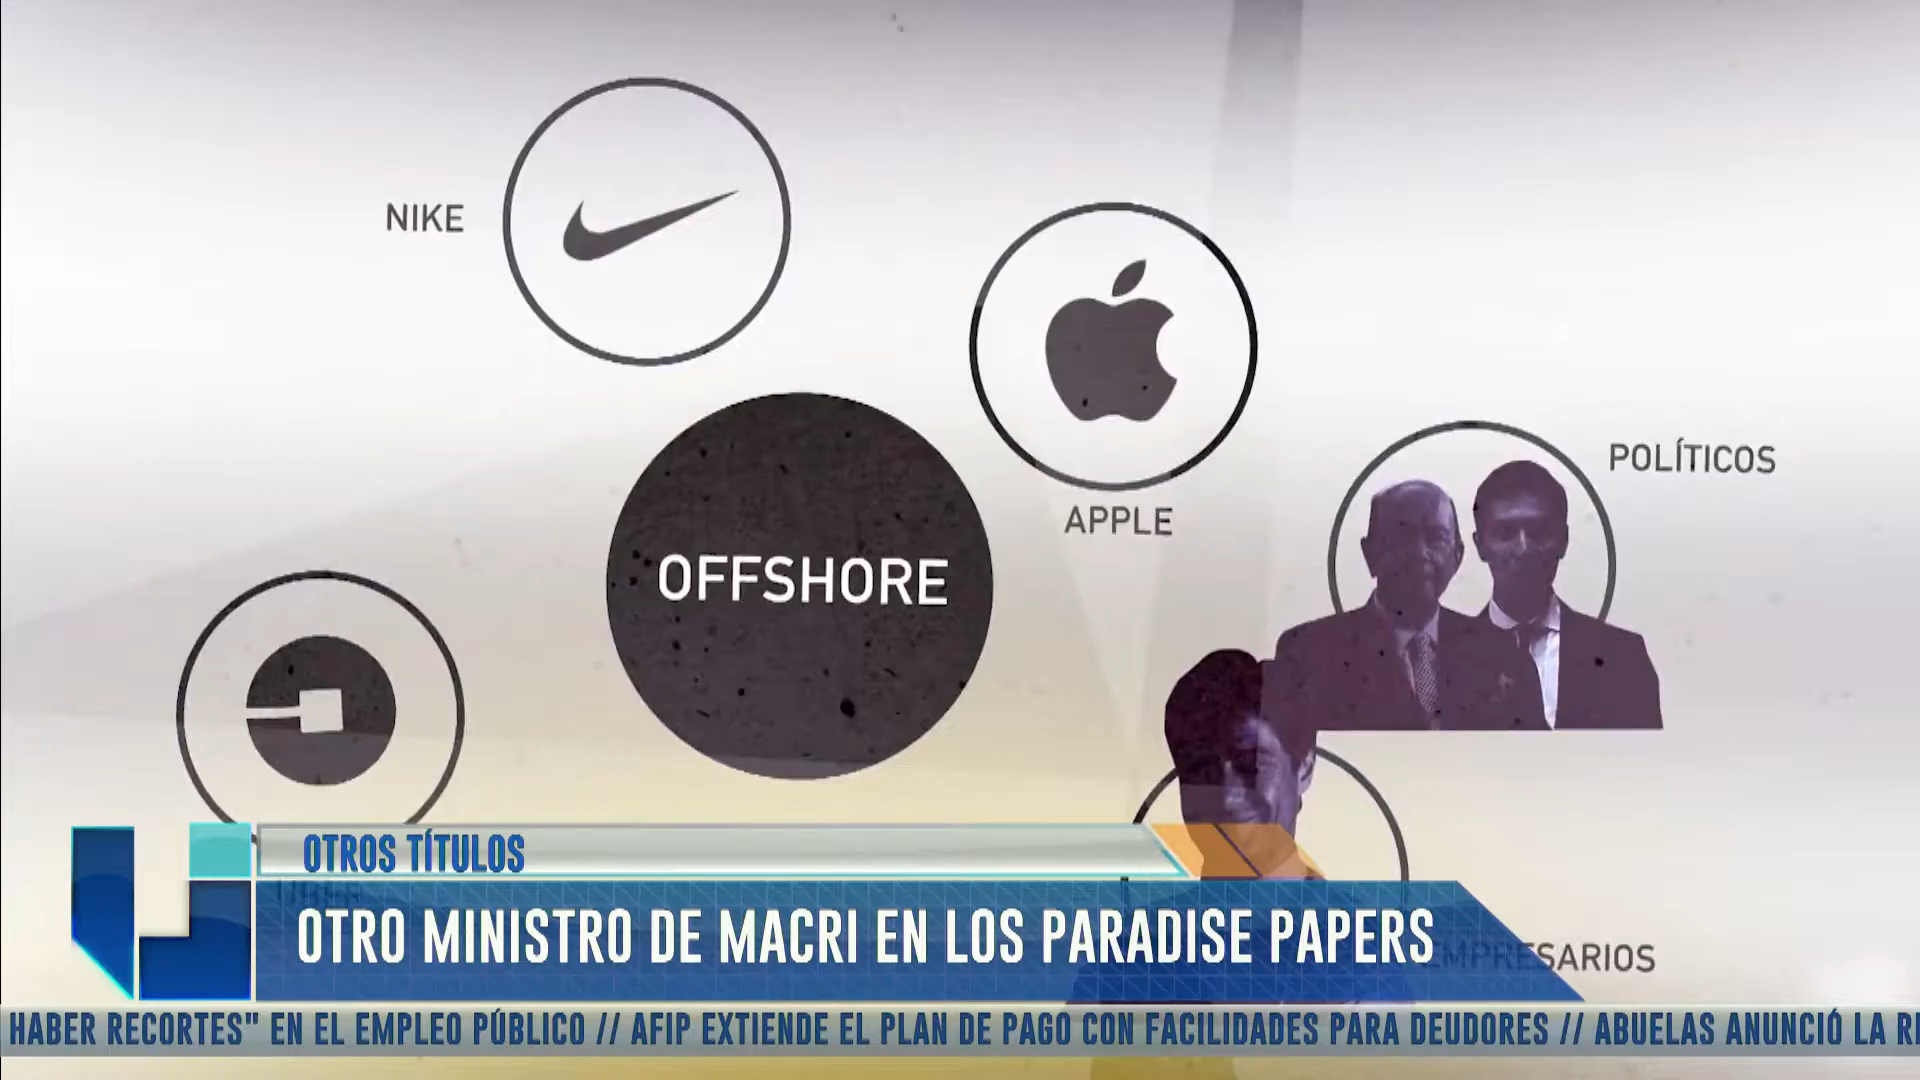 NIKE
APPLE
POLÍTICOS
OFFSHORE
OTROS TÍTULOS
OTRO MINISTRO DE MACRI EN LOS PARADISE PAPERS
EMPRESARIOS
HABER RECORTES" EN EL EMPLEO PÚBLICO // AFIP EXTIENDE EL PLAN DE PAGO CON FACILIDADES PARA DEUDORES // ABUELAS ANUNCIÓ LA